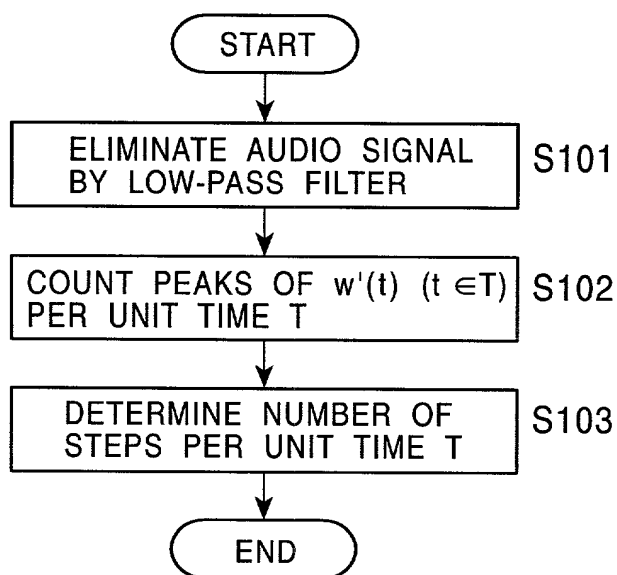 START
ELIMINATE AUDIO SIGNAL
BY LOW-PASS FILTER
S101
COUNT PEAKS OF w'(t) (t ∈T)
PER UNIT TIME T
S102
DETERMINE NUMBER OF
STEPS PER UNIT TIME T
S103
END